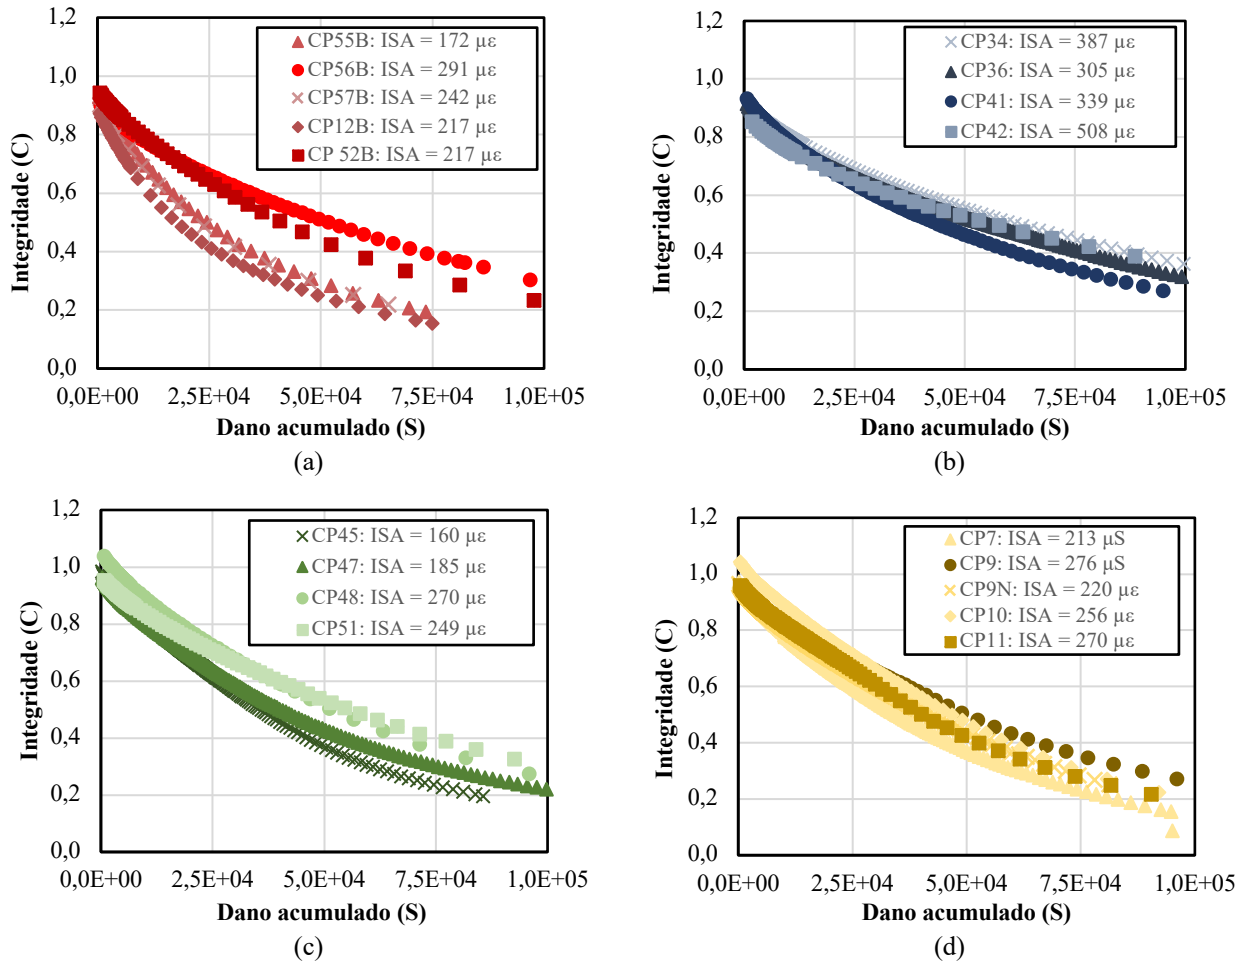 1,2
1,0
0,8
0,6
0,4
0,2
0,0
Integridade (C)
CP55B: ISA = 172 με
CP56B: ISA = 291 με
CP57B: ISA = 242 με
CP12B: ISA = 217 με
CP 52B: ISA = 217 με
0,0E+00 2,5E+04 5,0E+04 7,5E+04 1,0E+05
Dano acumulado (S)
(a)
1,2
1,0
0,8
0,6
0,4
0,2
0,0
Integridade (C)
CP34: ISA = 387 με
CP36: ISA = 305 με
CP41: ISA = 339 με
CP42: ISA = 508 με
0,0E+00 2,5E+04 5,0E+04 7,5E+04 1,0E+05
Dano acumulado (S)
(b)
1,2
1,0
0,8
0,6
0,4
0,2
0,0
Integridade (C)
CP45: ISA = 160 με
CP47: ISA = 185 με
CP48: ISA = 270 με
CP51: ISA = 249 με
0,0E+00 2,5E+04 5,0E+04 7,5E+04 1,0E+05
Dano acumulado (S)
(c)
1,2
1,0
0,8
0,6
0,4
0,2
0,0
Integridade (C)
CP7: ISA = 213 μS
CP9: ISA = 276 μS
CP9N: ISA = 220 με
CP10: ISA = 256 με
CP11: ISA = 270 με
0,0E+00 2,5E+04 5,0E+04 7,5E+04 1,0E+05
Dano acumulado (S)
(d)